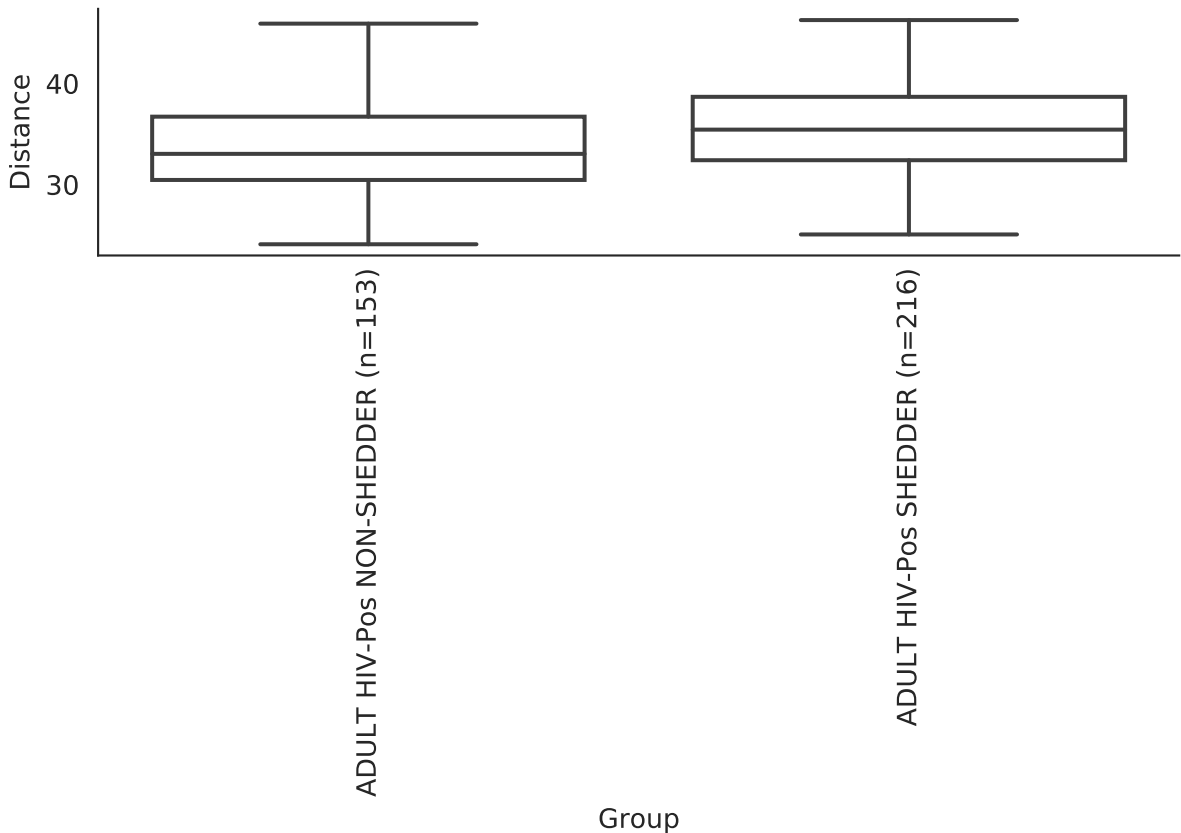 Distance
40
30
ADULT HIV-Pos NON-SHEDDER (n=153)
ADULT HIV-Pos SHEDDER (n=216)
Group